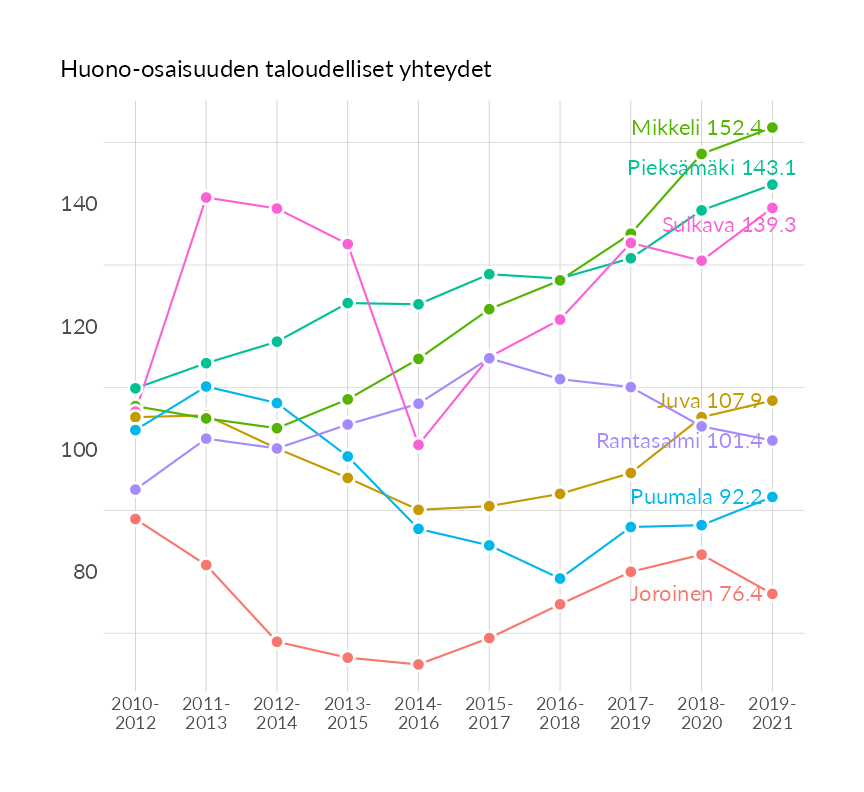 Huono-osaisuuden taloudelliset yhteydet
Mikkeli 152.4
Pieksämäki 143.1
140
Sulkava 139.3
120
Juva 107.9
Rantasalmi 101.4
100
Puumala 92.2
80
Joroinen 76.4
2010- 2011- 2012- 2013- 2014- 2015- 2016- 2017- 2018- 2019-
2012 2013 2014 2015 2016 2017 2018 2019 2020 2021